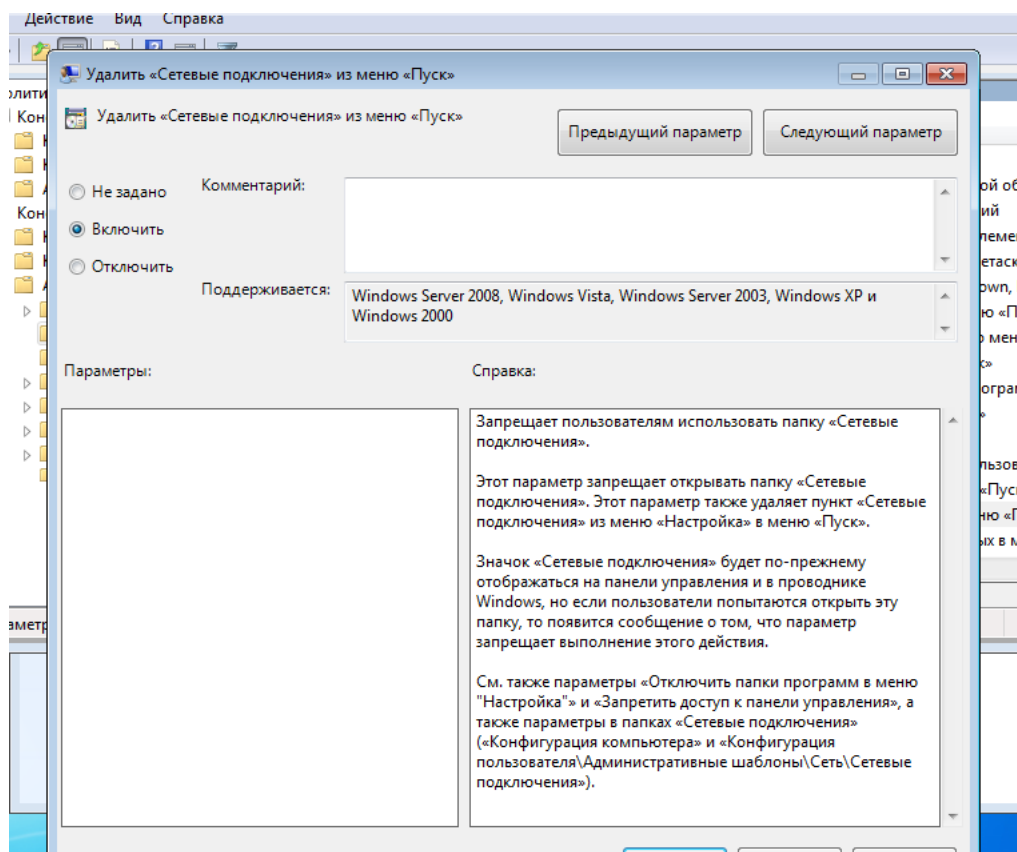 Действие Вид Справка
Удалить «Сетевые подключения» из меню «Пуск»
Удалить «Сетевые подключения» из меню «Пуск»
Предыдущий параметр
Следующий параметр
Не задано
Включить
Отключить
Комментарий:
Поддерживается:
Windows Server 2008, Windows Vista, Windows Server 2003, Windows XP и
Windows 2000
Параметры:
Справка:
Запрещает пользователям использовать папку «Сетевые
подключения».
Этот параметр запрещает открывать папку «Сетевые
подключения». Этот параметр также удаляет пункт «Сетевые
подключения» из меню «Настройка» в меню «Пуск».
Значок «Сетевые подключения» будет по-прежнему
отображаться на панели управления и в проводнике
Windows, но если пользователи попытаются открыть эту
папку, то появится сообщение о том, что параметр
запрещает выполнение этого действия.
См. также параметры «Отключить папки программ в меню
"Настройка"» и «Запретить доступ к панели управления», а
также параметры в папках «Сетевые подключения»
(«Конфигурация компьютера» и «Конфигурация
пользователя\Административные шаблоны\Сеть\Сетевые
подключения»).